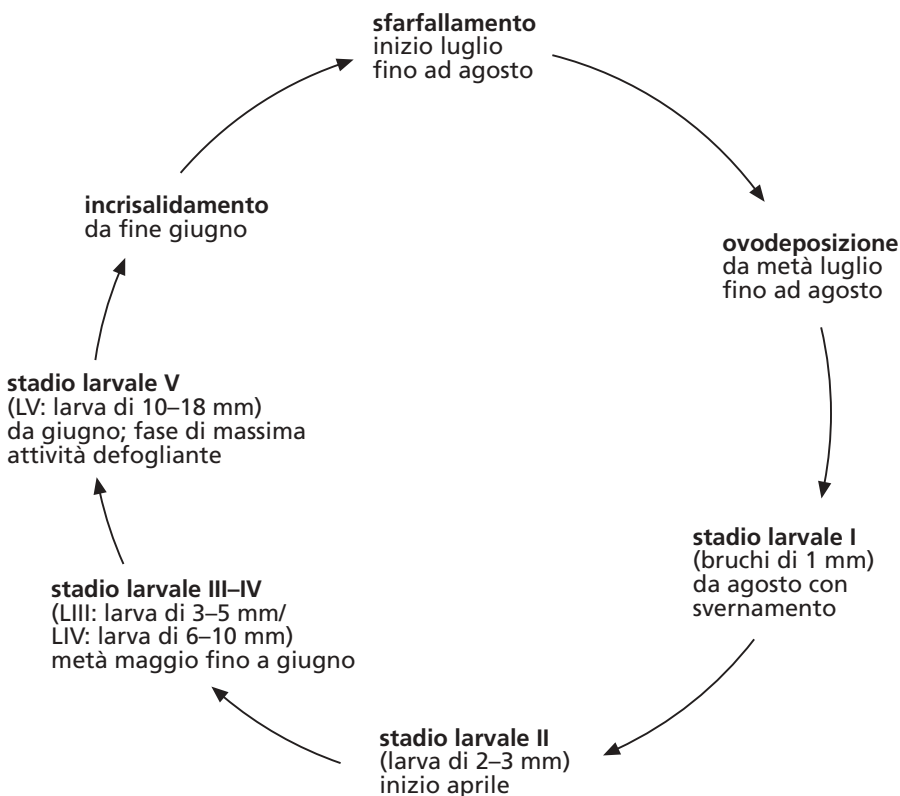 sfarfallamento
inizio luglio
fino ad agosto
ovodeposizione
da metà luglio
fino ad agosto
stadio larvale I
(bruchi di 1 mm)
da agosto con
svernamento
stadio larvale II
(larva di 2–3 mm)
inizio aprile
stadio larvale III–IV
(LIII: larva di 3–5 mm/
LIV: larva di 6–10 mm)
metà maggio fino a giugno
stadio larvale V
(LV: larva di 10–18 mm)
da giugno; fase di massima
attività defogliante
incrisalidamento
da fine giugno